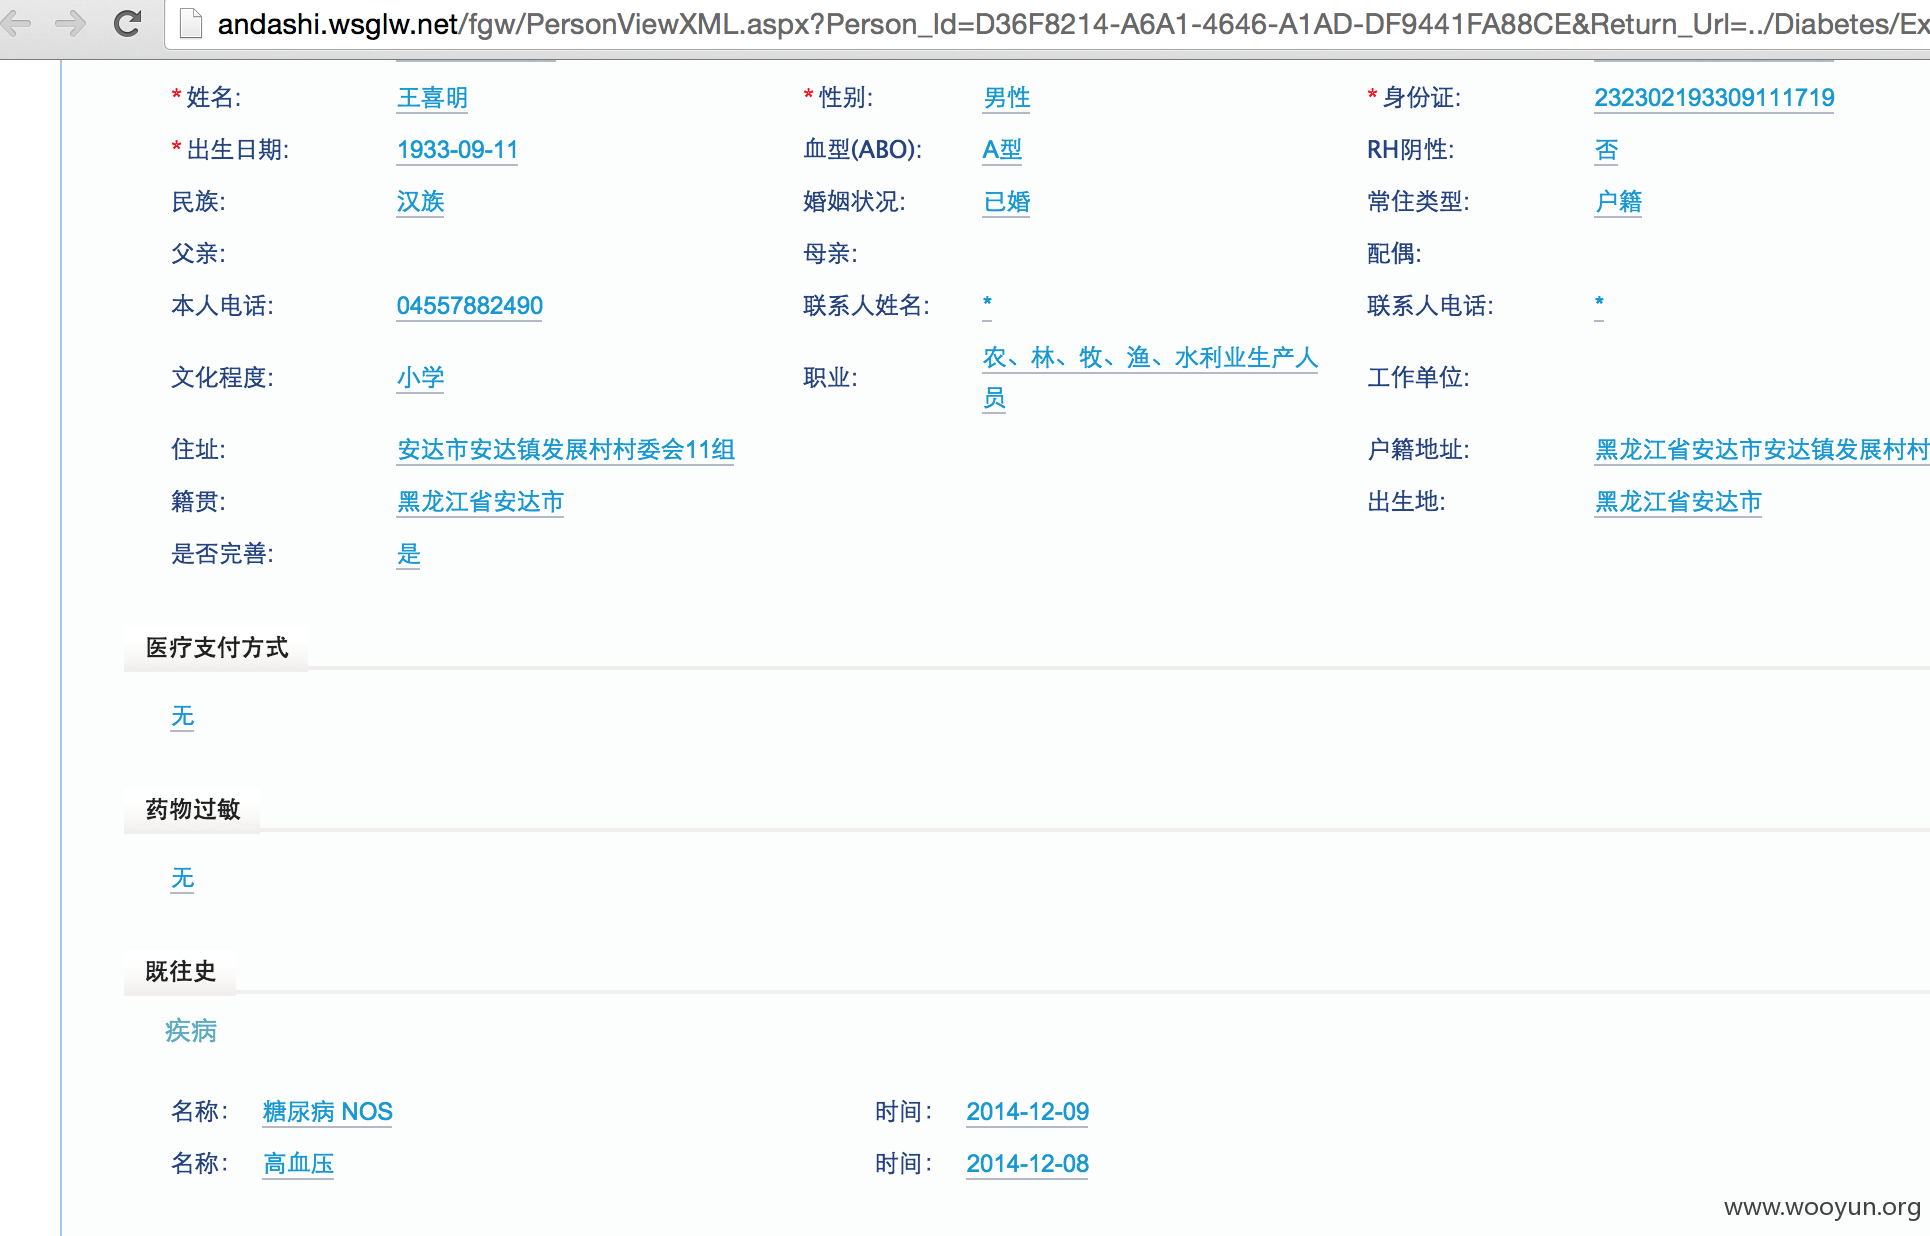 andashi.wsglw.net/fgw/PersonViewXML.aspx?Person_Id=D36F8214-A6A1-4646-A1AD-DF9441FA88CE&Return_Url=../Diabetes/Ex
*姓名: 王喜明 *性别: 男性 *身份证: 232302193309111719
*出生日期: 1933-09-11 血型(ABO): A型 RH阴性: 否
民族: 汉族 婚姻状况: 已婚 常住类型: 户籍
父亲: 母亲: 配偶:
本人电话: 04557882490 联系人姓名: * 联系人电话: *
文化程度: 小学 职业: 农、林、牧、渔、水利业生产人
员 工作单位:
住址: 安达市安达镇发展村村委会11组 户籍地址: 黑龙江省安达市安达镇发展村村
籍贯: 黑龙江省安达市 出生地: 黑龙江省安达市
是否完善: 是
医疗支付方式
无
药物过敏
无
既往史
疾病
名称: 糖尿病 NOS 时间: 2014-12-09
名称: 高血压 时间: 2014-12-08
www.wooyun.org